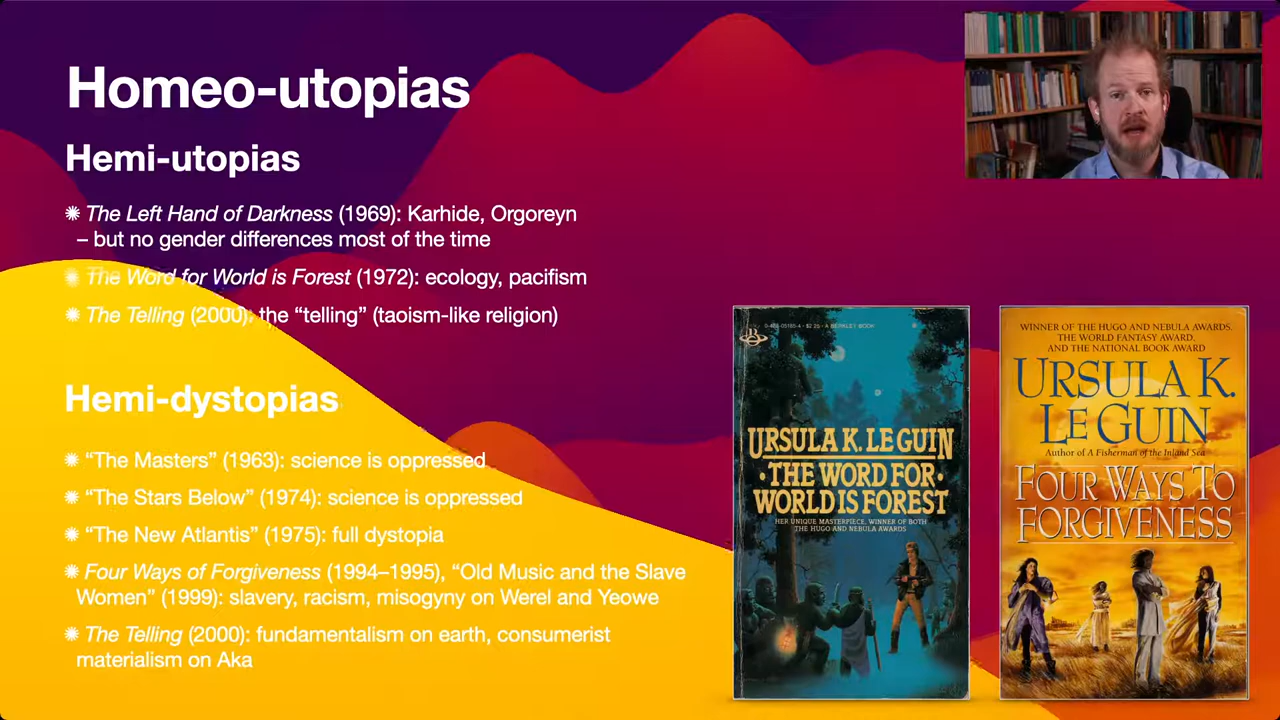 Homeo-utopias
Hemi-utopias
✹ The Left Hand of Darkness (1969): Karhide, Orgoreyn
– but no gender differences most of the time
✹ The Word for World is Forest (1972): ecology, pacifism
✹ The Telling (2000): the “telling” (taoism-like religion)
Hemi-dystopias
✹ “The Masters” (1963): science is oppressed
✹ “The Stars Below” (1974): science is oppressed
✹ “The New Atlantis” (1975): full dystopia
✹ Four Ways of Forgiveness (1994–1995), “Old Music and the Slave
Women” (1999): slavery, racism, misogyny on Werel and Yeowe
✹ The Telling (2000): fundamentalism on earth, consumerist
materialism on Aka
A BERKLEY BOOK
URSULA K. LE GUIN
•THE WORD FOR•
WORLD IS FOREST
HER UNIQUE MASTERPIECE, WINNER OF BOTH
THE HUGO AND NEBULA AWARDS
WINNER OF THE HUGO AND NEBULA AWARDS,
THE WORLD FANTASY AWARD,
AND THE NATIONAL BOOK AWARD
URSULA K.
LE GUIN
Author of A Fisherman of the Inland Sea
FOUR WAYS TO
FORGIVENESS